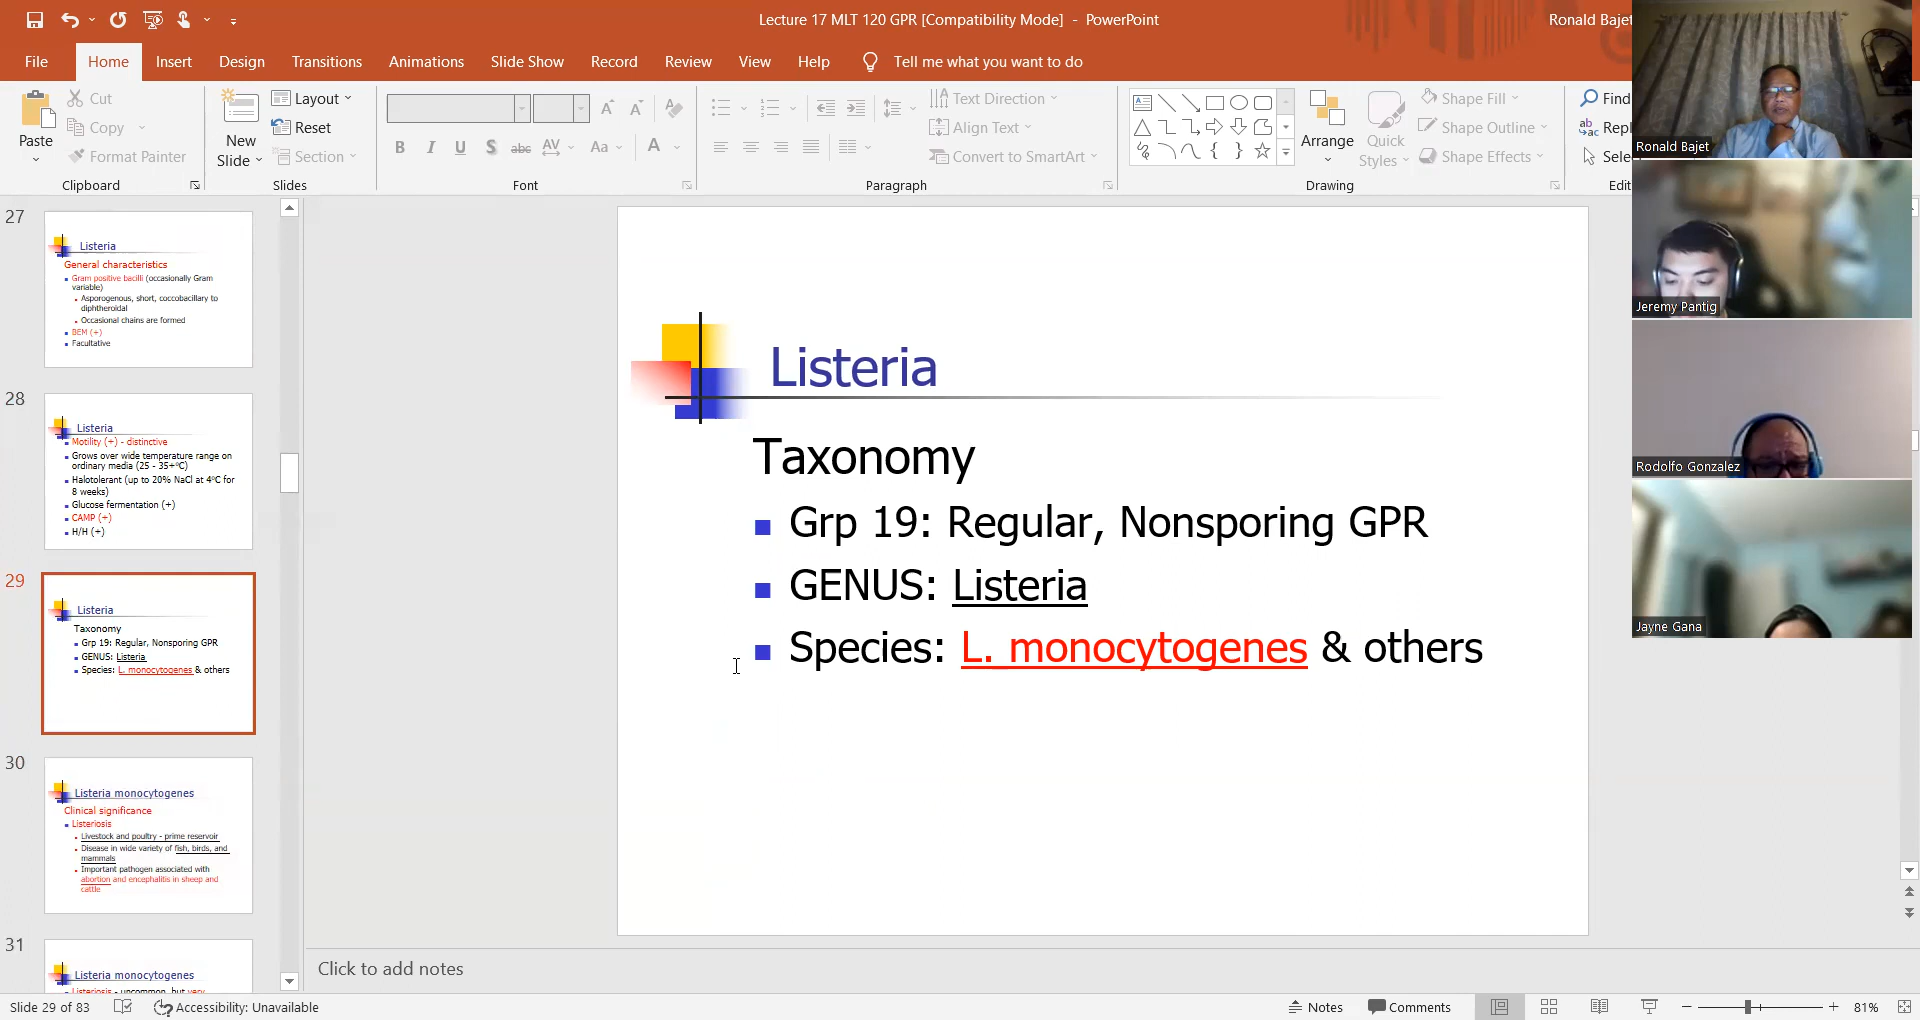 Lecture 17 MLT 120 GPR [Compatibility Mode] - PowerPoint
Ronald Bajet
File Home Insert Design Transitions Animations Slide Show Record Review View Help Tell me what you want to do
Paste
Cut
Copy
Format Painter
Clipboard
New
Slide
Layout
Reset
Section
Slides
B I U S abc AV Aa A
Font
Text Direction
Align Text
Convert to SmartArt
Paragraph
Arrange
Quick
Styles
Shape Fill
Shape Outline
Shape Effects
Drawing
Find
Repl
Sele
Edit
27
Listeria
General characteristics
Gram positive bacilli (occasionally Gram
variable)
Asporogenous, short, coccobacillary to
diphtheroidal
Occasional chains are formed
BEM (+)
Facultative
28
Listeria
Motility (+) - distinctive
Grows over wide temperature range on
ordinary media (25 - 35+°C)
Halotolerant (up to 20% NaCl at 4°C for
8 weeks)
Glucose fermentation (+)
CAMP (+)
H/H (+)
29
Listeria
Taxonomy
Grp 19: Regular, Nonsporing GPR
GENUS: Listeria
Species: L. monocytogenes & others
30
Listeria monocytogenes
Clinical significance
Listeriosis
Livestock and poultry - prime reservoir
Disease in wide variety of fish, birds, and
mammals
Important pathogen associated with
abortion and encephalitis in sheep and
cattle
31
Listeria monocytogenes
Listeriosis - uncommon, but very
Listeria
Taxonomy
Grp 19: Regular, Nonsporing GPR
GENUS: Listeria
Species: L. monocytogenes & others
Ronald Bajet
Jeremy Pantig
Rodolfo Gonzalez
Jayne Gana
Click to add notes
Slide 29 of 83
Accessibility: Unavailable
Notes
Comments
81%